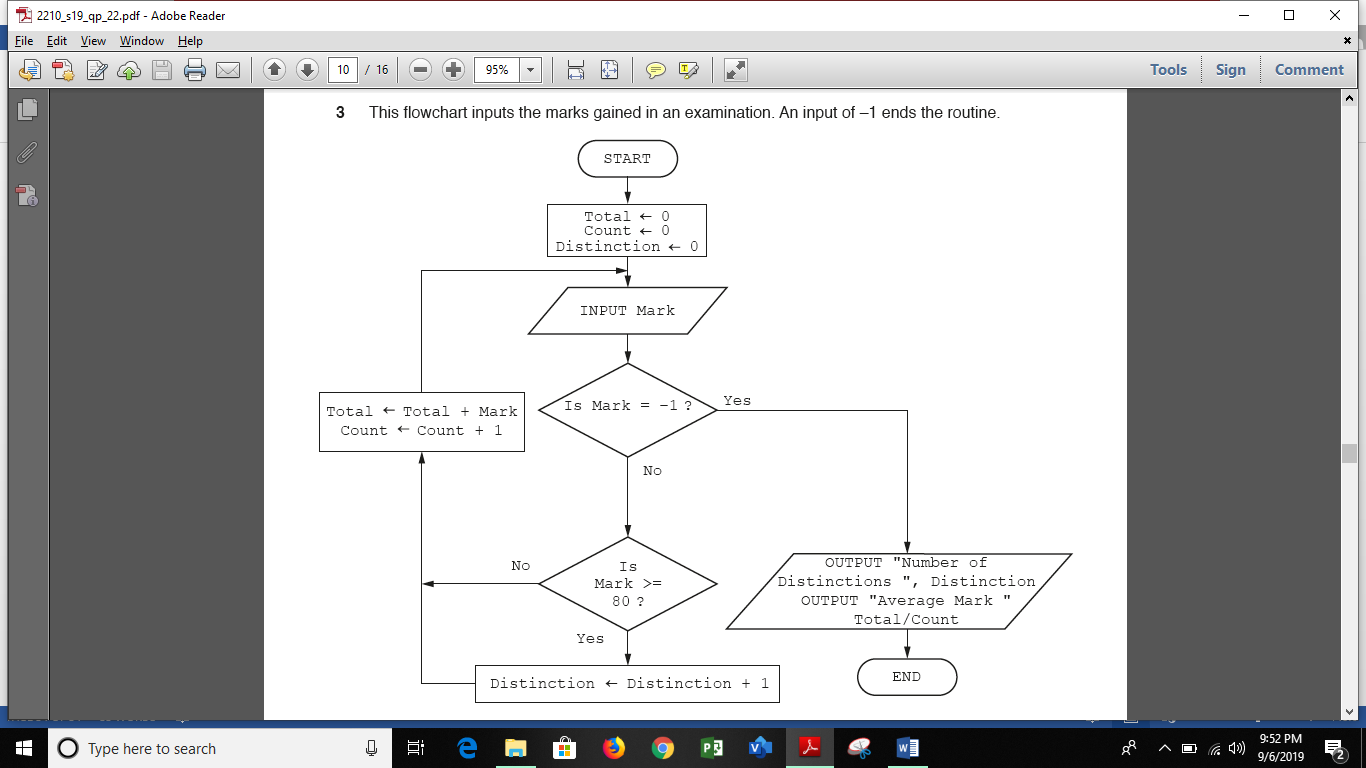 2210_s19_qp_22.pdf - Adobe Reader
File Edit View Window Help
10 / 16 95% Tools Sign Comment
3 This flowchart inputs the marks gained in an examination. An input of –1 ends the routine.
START
Total ← 0
Count ← 0
Distinction ← 0
INPUT Mark
Is Mark = –1 ?
Yes
No
Total ← Total + Mark
Count ← Count + 1
Is
Mark >=
80 ?
No
Yes
Distinction ← Distinction + 1
OUTPUT "Number of
Distinctions ", Distinction
OUTPUT "Average Mark "
Total/Count
END
Type here to search
9:52 PM
9/6/2019
2